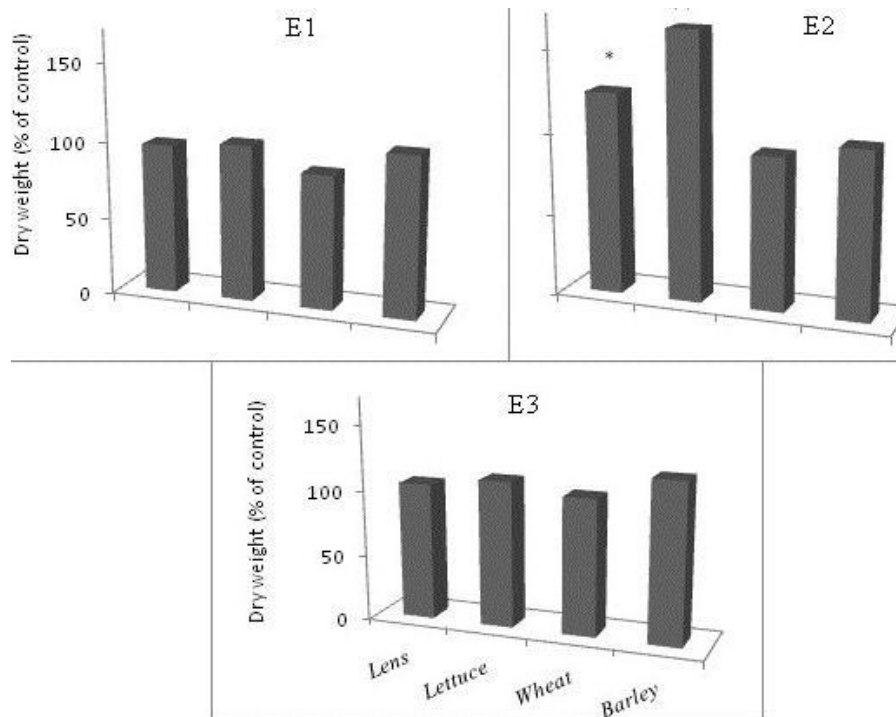 E1
Dry weight (% of control)
150
100
50
0
E2
*
E3
Dry weight (% of control)
150
100
50
0
Lens
Lettuce
Wheat
Barley